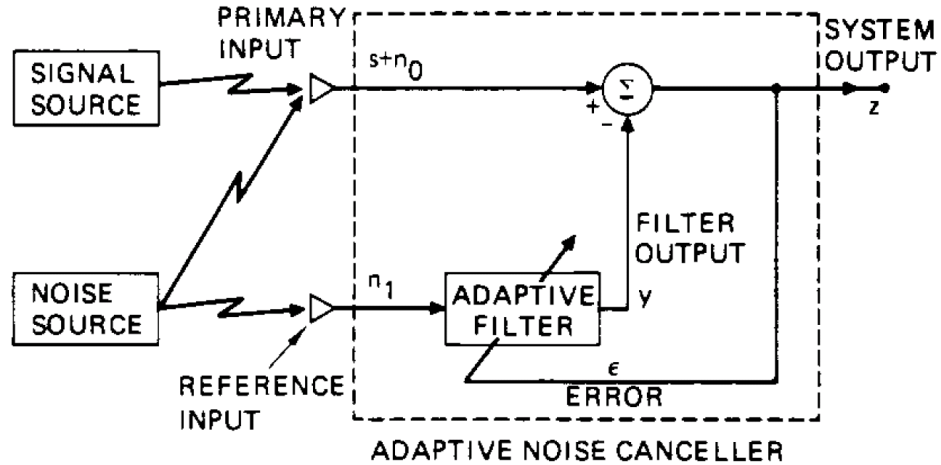 PRIMARY
INPUT
SYSTEM
OUTPUT
SIGNAL
SOURCE
s+n₀
Σ
+
−
z
NOISE
SOURCE
n₁
ADAPTIVE
FILTER
FILTER
OUTPUT
y
REFERENCE
INPUT
ϵ
ERROR
ADAPTIVE NOISE CANCELLER